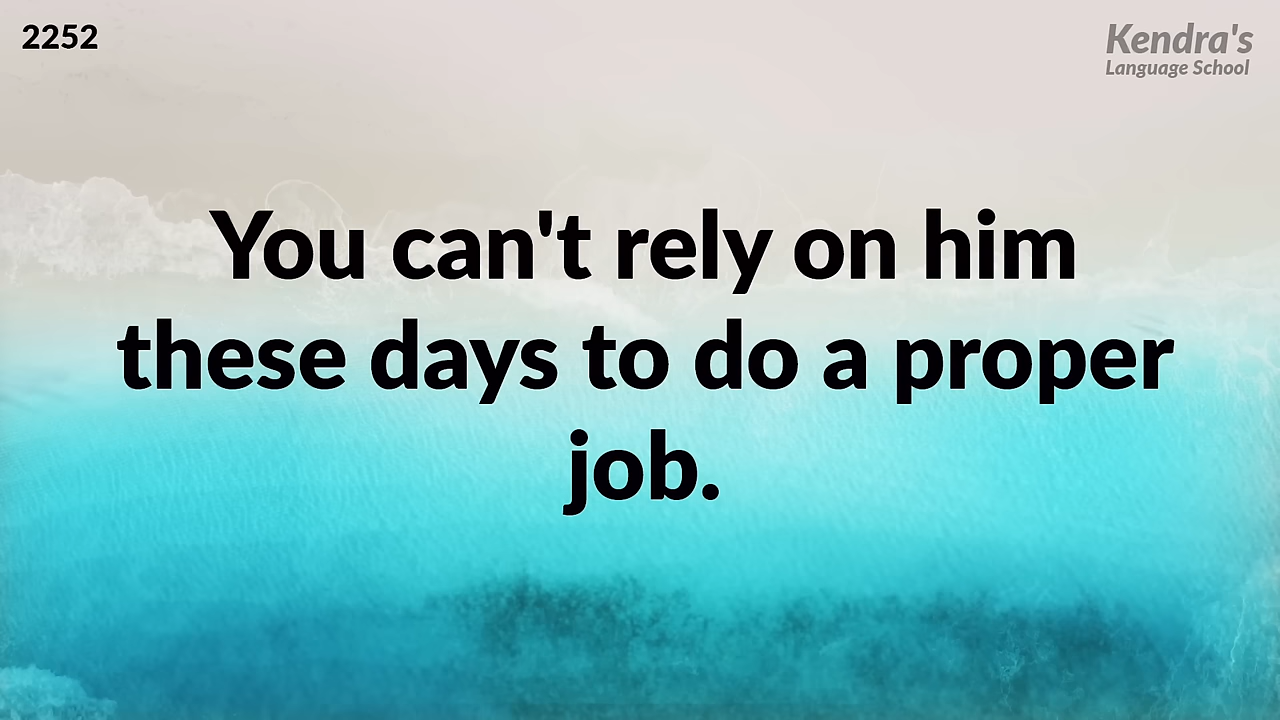 2252
Kendra's
Language School
You can't rely on him
these days to do a proper
job.